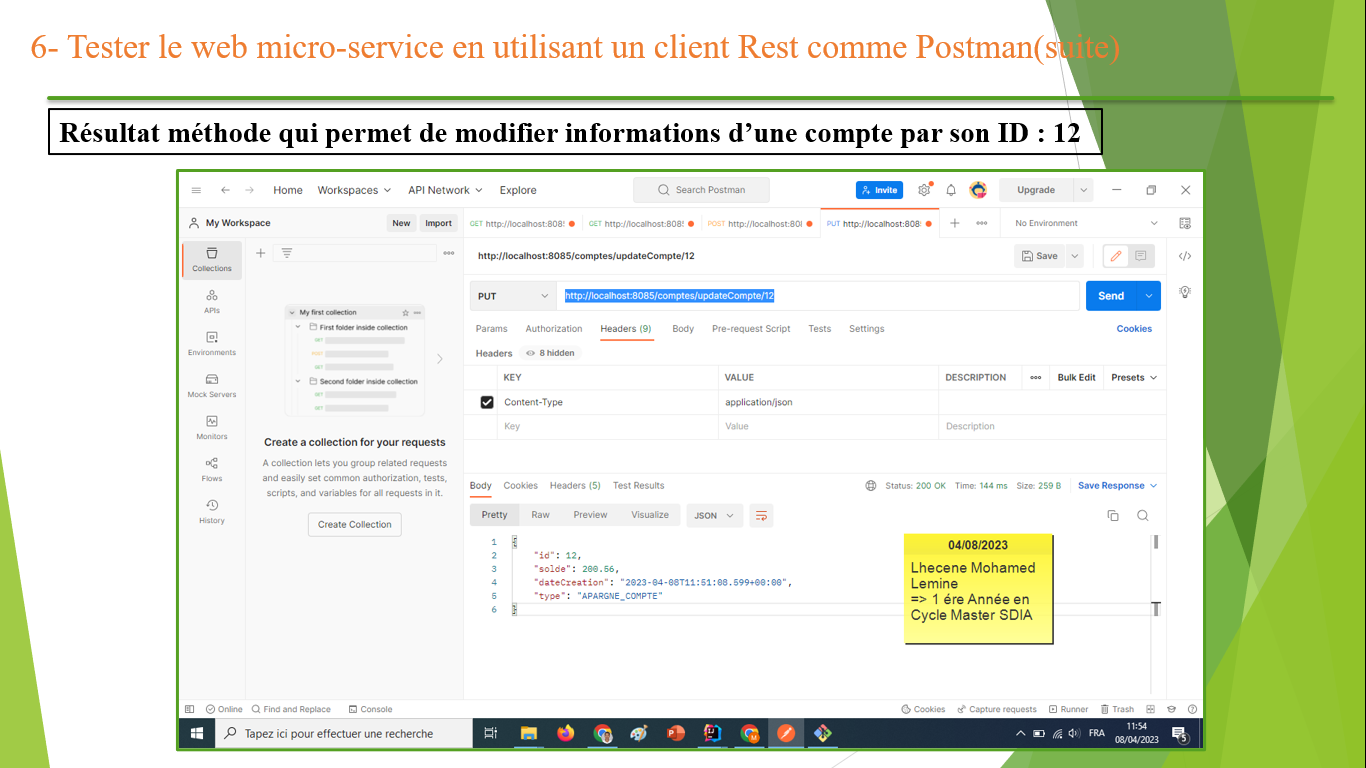 6- Tester le web micro-service en utilisant un client Rest comme Postman(suite)
Résultat méthode qui permet de modifier informations d’une compte par son ID : 12
Home Workspaces API Network Explore
Search Postman
Invite
Upgrade
My Workspace
New Import
GET http://localhost:808!
GET http://localhost:808!
POST http://localhost:80l
PUT http://localhost:808!
No Environment
Collections
APIs
Environments
Mock Servers
Monitors
Flows
History
My first collection
First folder inside collection
GET
POST
GET
Second folder inside collection
GET
GET
Create a collection for your requests
A collection lets you group related requests
and easily set common authorization, tests,
scripts, and variables for all requests in it.
Create Collection
http://localhost:8085/comptes/updateCompte/12
Save
PUT
http://localhost:8085/comptes/updateCompte/12
Send
Params Authorization Headers (9) Body Pre-request Script Tests Settings
Cookies
Headers 8 hidden
KEY VALUE DESCRIPTION Bulk Edit Presets
Content-Type application/json
Key Value Description
Body Cookies Headers (5) Test Results
Status: 200 OK Time: 144 ms Size: 259 B Save Response
Pretty Raw Preview Visualize JSON
1 {
2 "id": 12,
3 "solde": 200.56,
4 "dateCreation": "2023-04-08T11:51:08.599+00:00",
5 "type": "APARGNE_COMPTE"
6 }
04/08/2023
Lhecene Mohamed
Lemine
=> 1 ére Année en
Cycle Master SDIA
Online Find and Replace Console
Cookies Capture requests Runner Trash
Tapez ici pour effectuer une recherche
FRA
11:54
08/04/2023
5